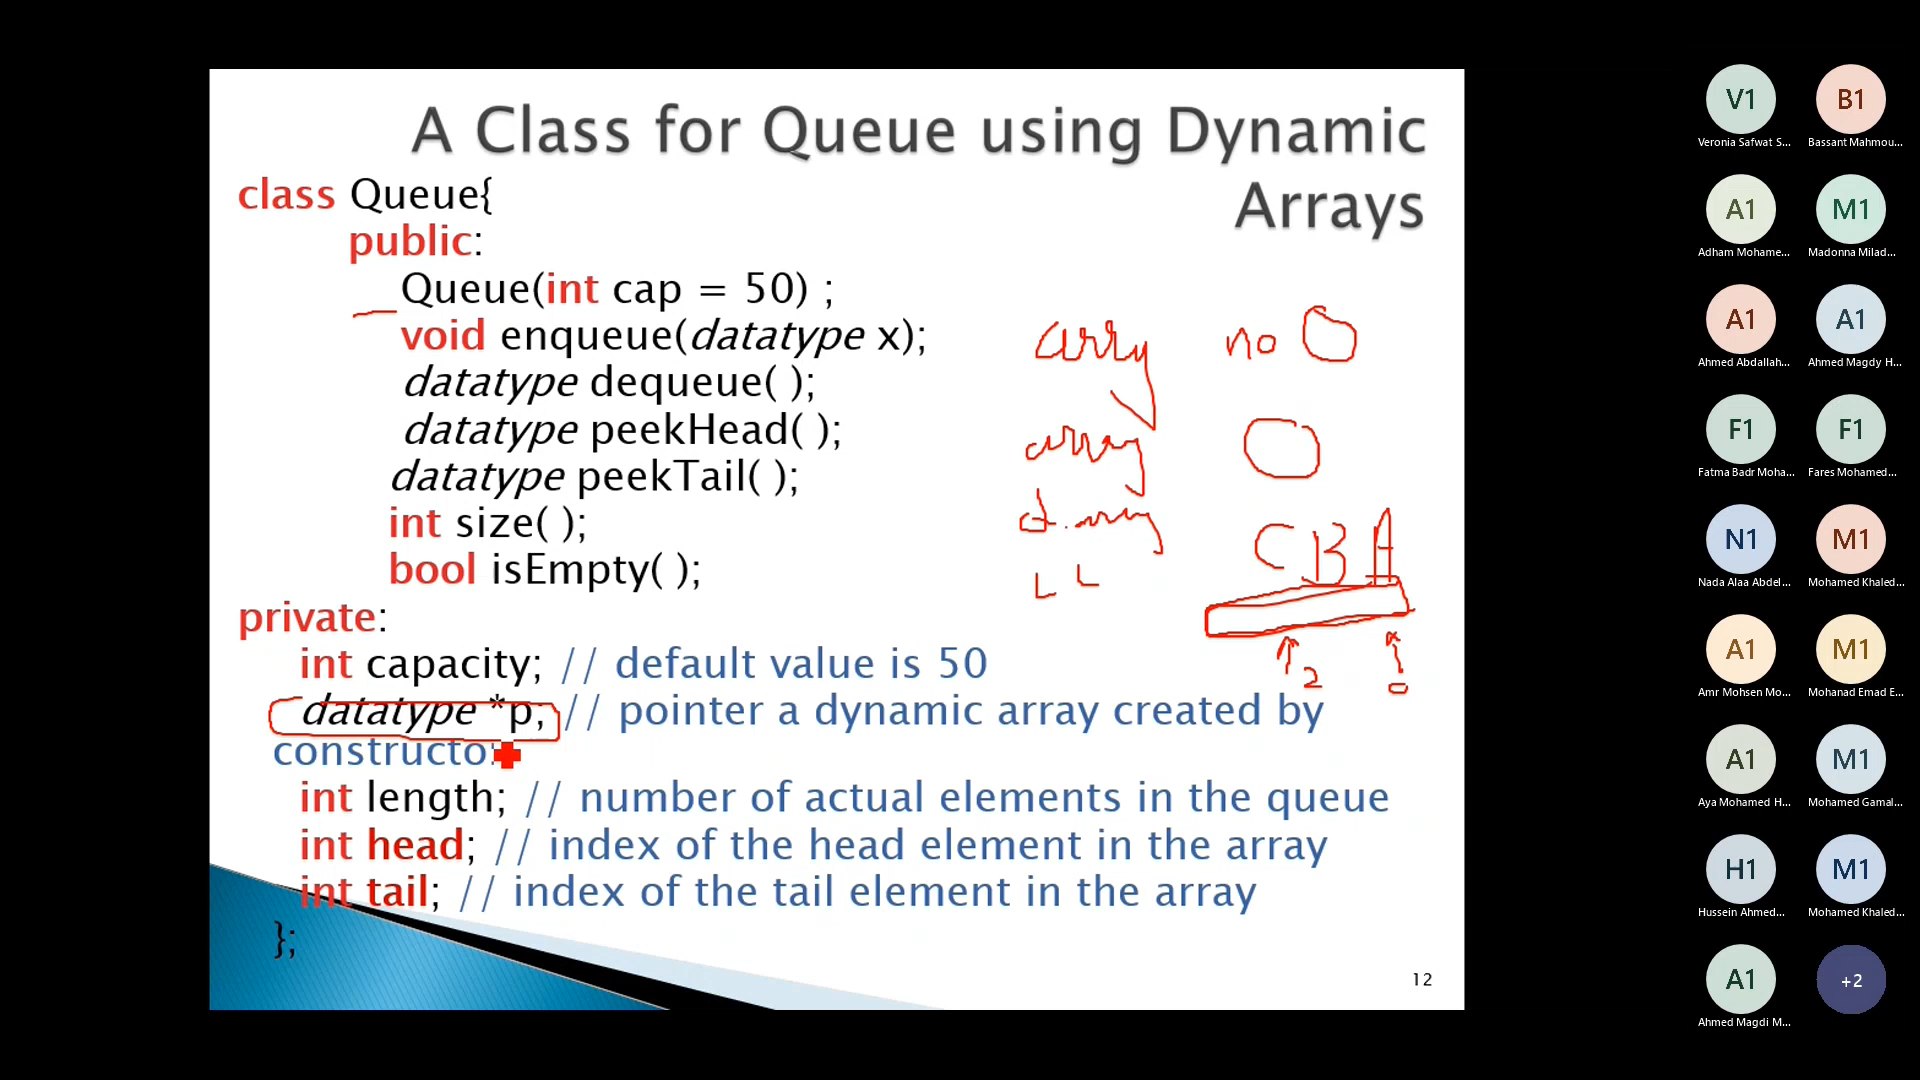 A Class for Queue using Dynamic
Arrays
class Queue{
public:
Queue(int cap = 50) ;
void enqueue(datatype x);
datatype dequeue( );
datatype peekHead( );
datatype peekTail( );
int size( );
bool isEmpty( );
private:
int capacity; // default value is 50
datatype *p; // pointer a dynamic array created by
constructo
int length; // number of actual elements in the queue
int head; // index of the head element in the array
int tail; // index of the tail element in the array
};
12
arry no
array
d. array
L L
C B A
2
0
V1
Veronia Safwat S...
B1
Bassant Mahmou...
A1
Adham Mohame...
M1
Madonna Milad...
A1
Ahmed Abdallah...
A1
Ahmed Magdy H...
F1
Fatma Badr Moha...
F1
Fares Mohamed...
N1
Nada Alaa Abdel...
M1
Mohamed Khaled...
A1
Amr Mohsen Mo...
M1
Mohanad Emad E...
A1
Aya Mohamed H...
M1
Mohamed Gamal...
H1
Hussein Ahmed...
M1
Mohamed Khaled...
A1
Ahmed Magdi M...
+2